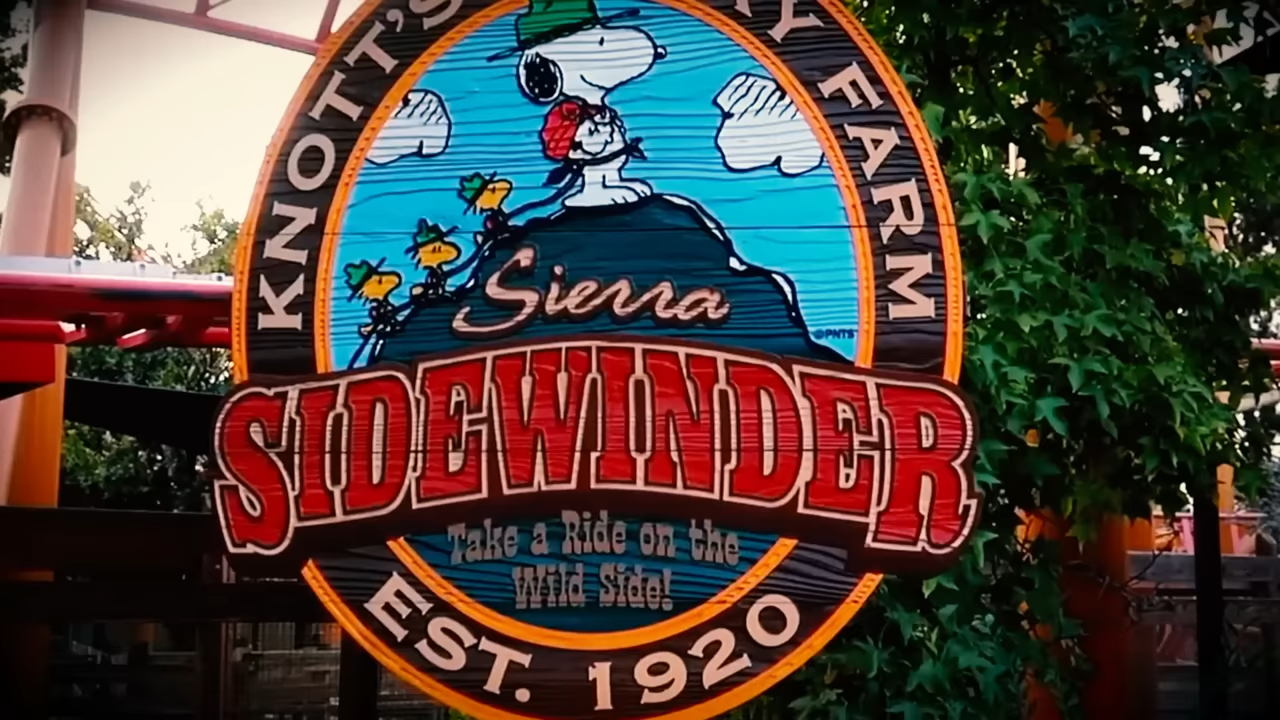 KNOTT'S
Y FARM
Sierra
©PNTS
SIDEWINDER
Take a Ride on the
Wild Side!
EST. 1920